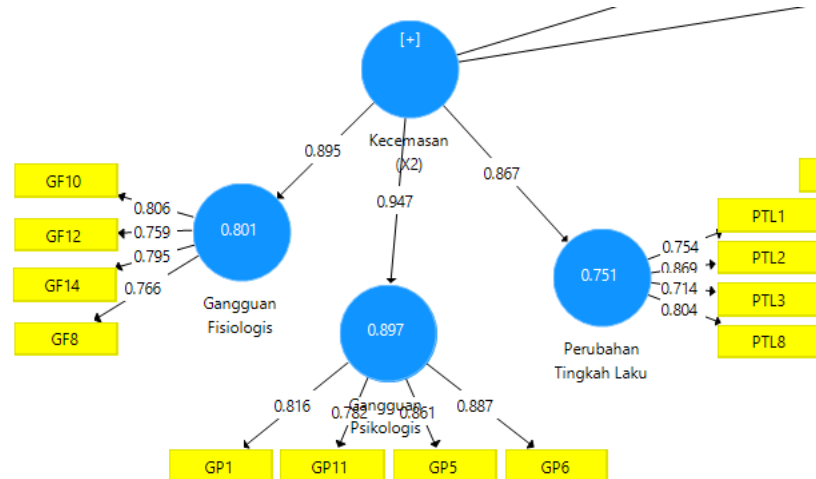 [+]
Kecemasan
(X2)
0.895
0.947
0.867
GF10
GF12
GF14
GF8
0.806
0.759
0.795
0.766
0.801
Gangguan
Fisiologis
0.897
Gangguan
Psikologis
0.816
0.782
0.861
0.887
GP1
GP11
GP5
GP6
0.751
Perubahan
Tingkah Laku
0.754
0.869
0.714
0.804
PTL1
PTL2
PTL3
PTL8